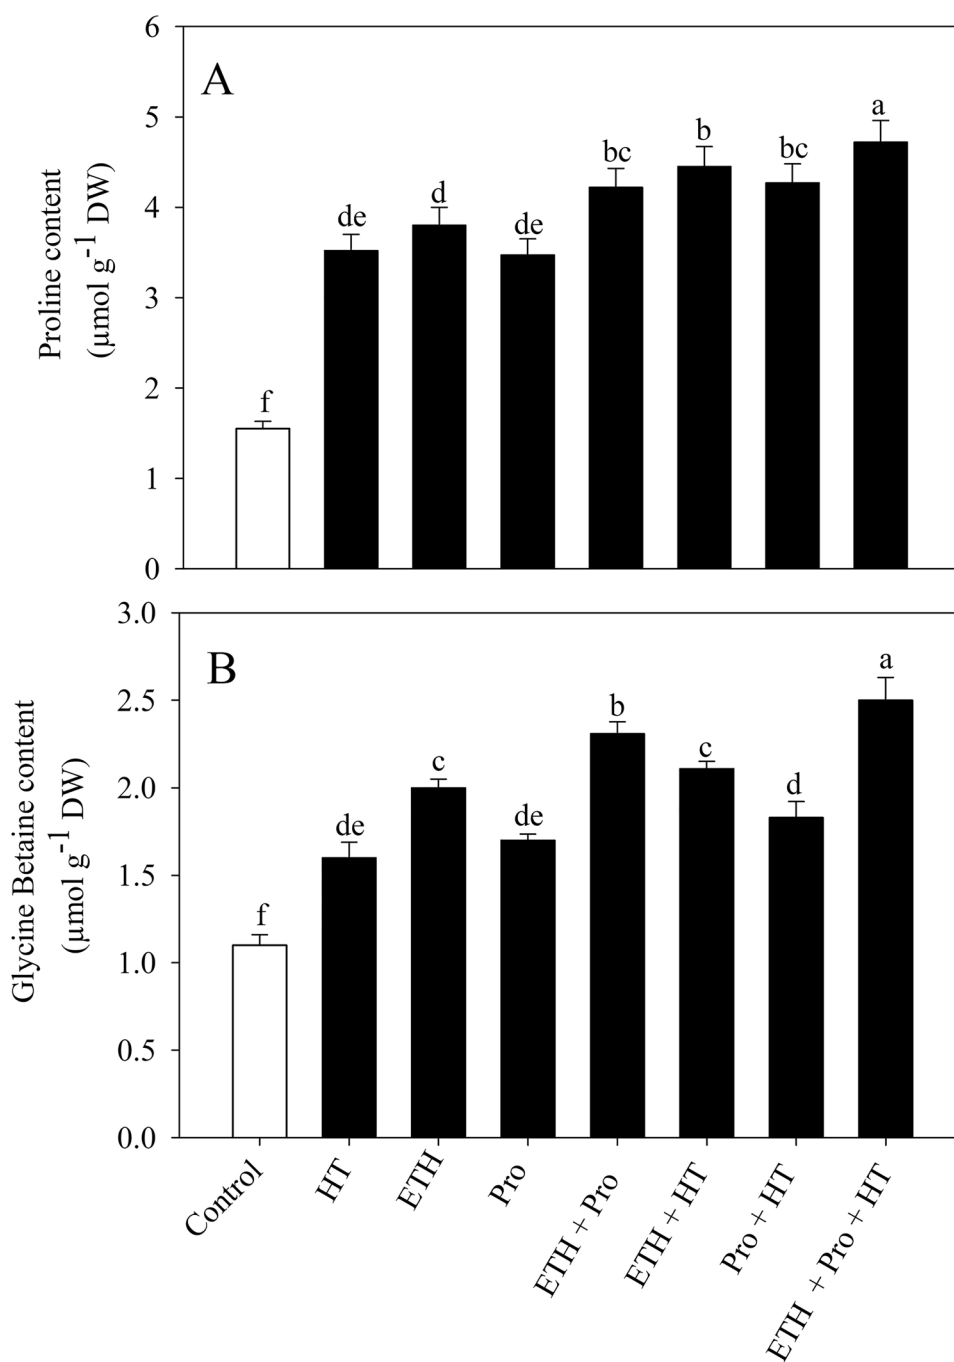 6
A
a
5
b
bc
bc
d
4
de
de
3
2
f
1
0
Proline content
(µmol g-1 DW)
3.0
B
a
2.5
b
c
c
2.0
d
de
de
1.5
f
1.0
0.5
0.0
Glycine Betaine content
(µmol g-1 DW)
Control
HT
ETH
Pro
ETH + Pro
ETH + HT
Pro + HT
ETH + Pro + HT